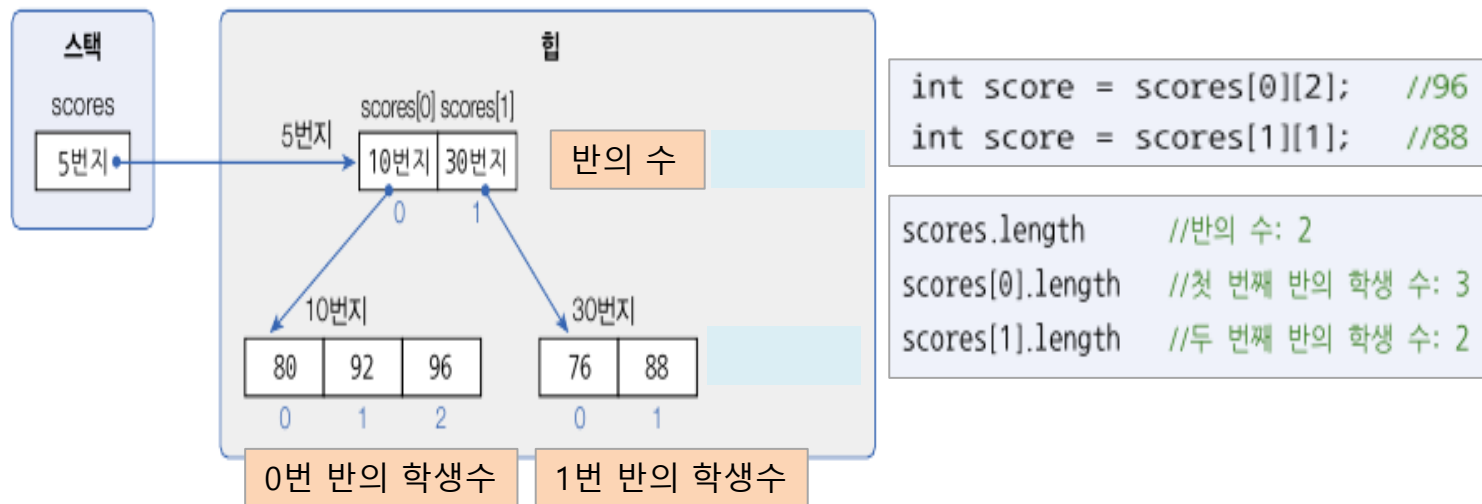 스택
scores
5번지
힙
5번지
scores[0] scores[1]
10번지 30번지
0 1
반의 수
10번지
80 92 96
0 1 2
30번지
76 88
0 1
0번 반의 학생수
1번 반의 학생수
int score = scores[0][2]; //96
int score = scores[1][1]; //88
scores.length //반의 수: 2
scores[0].length //첫 번째 반의 학생 수: 3
scores[1].length //두 번째 반의 학생 수: 2